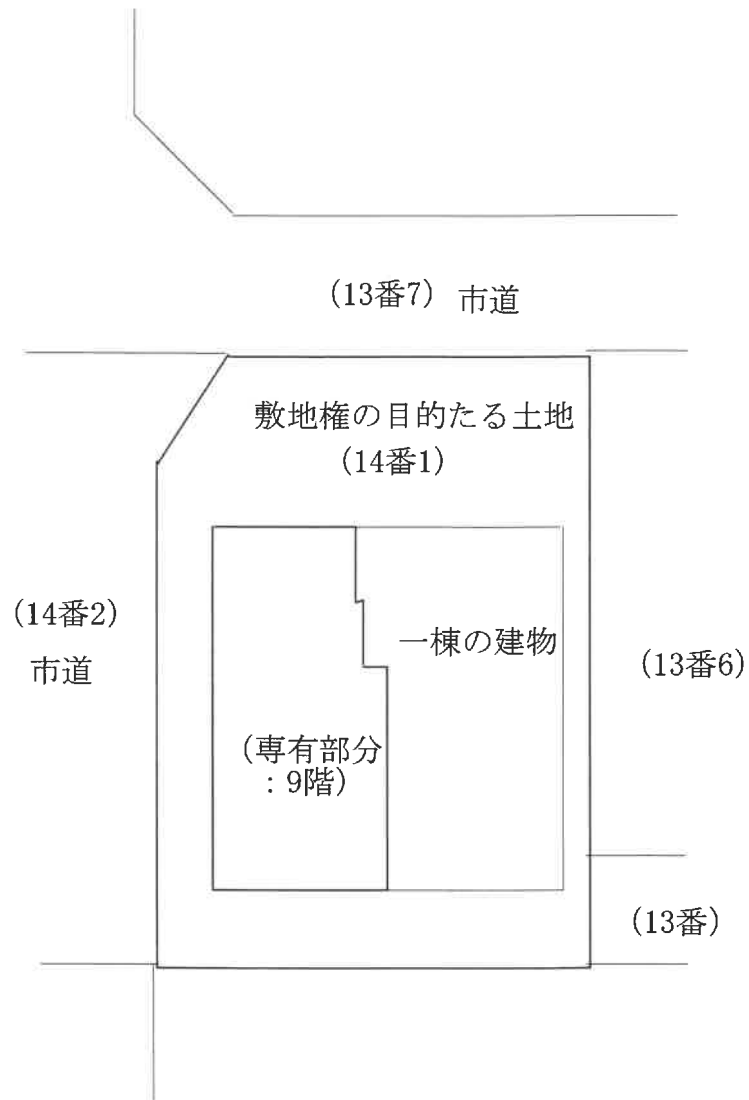 (13番7) 市道
敷地権の目的たる土地
(14番1)
(14番2)
市道
一棟の建物
(13番6)
(専有部分
：9階)
(13番)